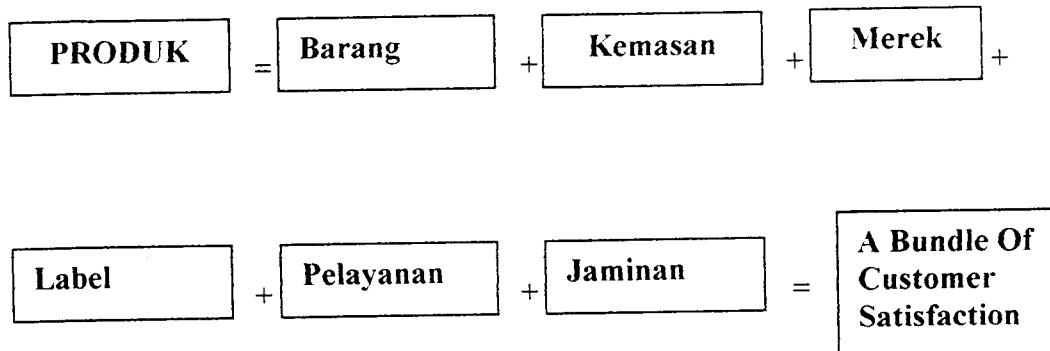 PRODUK = Barang + Kemasan + Merek +
Label + Pelayanan + Jaminan = A Bundle Of
Customer
Satisfaction